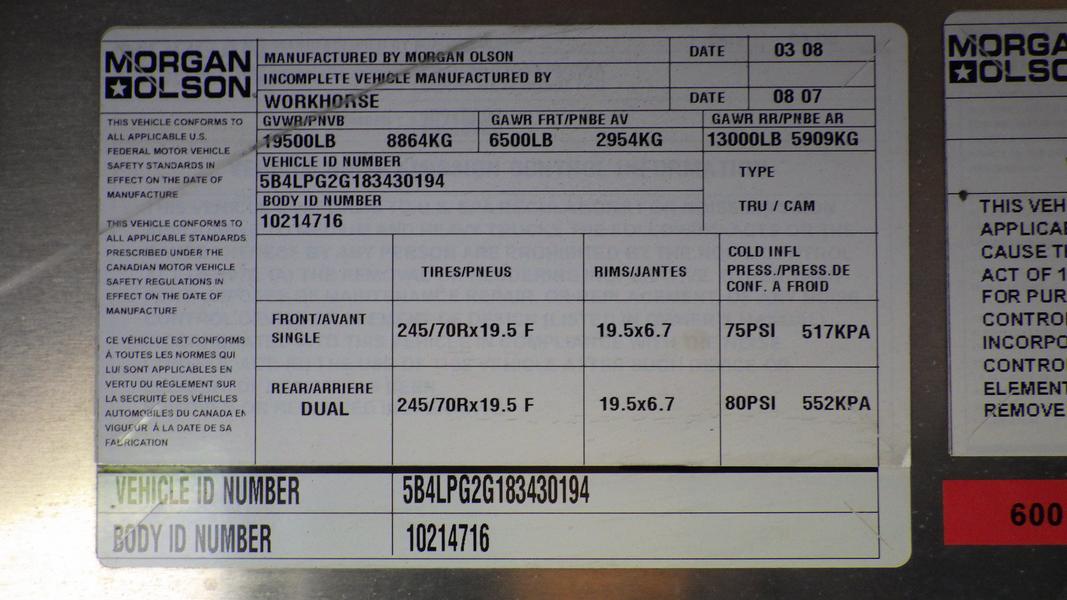 MORGAN
★OLSON
MANUFACTURED BY MORGAN OLSON DATE 03 08
INCOMPLETE VEHICLE MANUFACTURED BY
WORKHORSE DATE 08 07
GVWR/PNVB GAWR FRT/PNBE AV GAWR RR/PNBE AR
19500LB 8864KG 6500LB 2954KG 13000LB 5909KG
VEHICLE ID NUMBER
5B4LPG2G183430194
BODY ID NUMBER
10214716
TYPE
TRU / CAM
THIS VEHICLE CONFORMS TO
ALL APPLICABLE U.S.
FEDERAL MOTOR VEHICLE
SAFETY STANDARDS IN
EFFECT ON THE DATE OF
MANUFACTURE
THIS VEHICLE CONFORMS TO
ALL APPLICABLE STANDARDS
PRESCRIBED UNDER THE
CANADIAN MOTOR VEHICLE
SAFETY REGULATIONS IN
EFFECT ON THE DATE OF
MANUFACTURE
CE VÉHICLUE EST CONFORMS
À TOUTES LES NORMES QUI
LUI SONT APPLICABLES EN
VERTU DU RÉGLEMENT SUR
LA SECRUITÉ DES VÉHICLES
AUTOMOBILES DU CANADA EN
VIGUEUR À LA DATE DE SA
FABRICATION
TIRES/PNEUS RIMS/JANTES COLD INFL
PRESS./PRESS.DE
CONF. A FROID
FRONT/AVANT
SINGLE 245/70Rx19.5 F 19.5x6.7 75PSI 517KPA
REAR/ARRIERE
DUAL 245/70Rx19.5 F 19.5x6.7 80PSI 552KPA
VEHICLE ID NUMBER 5B4LPG2G183430194
BODY ID NUMBER 10214716
MORGA
★OLSO
THIS VEH
APPLICA
CAUSE T
ACT OF 1
FOR PUR
CONTRO
INCORPO
CONTRO
ELEMENT
REMOVE
600